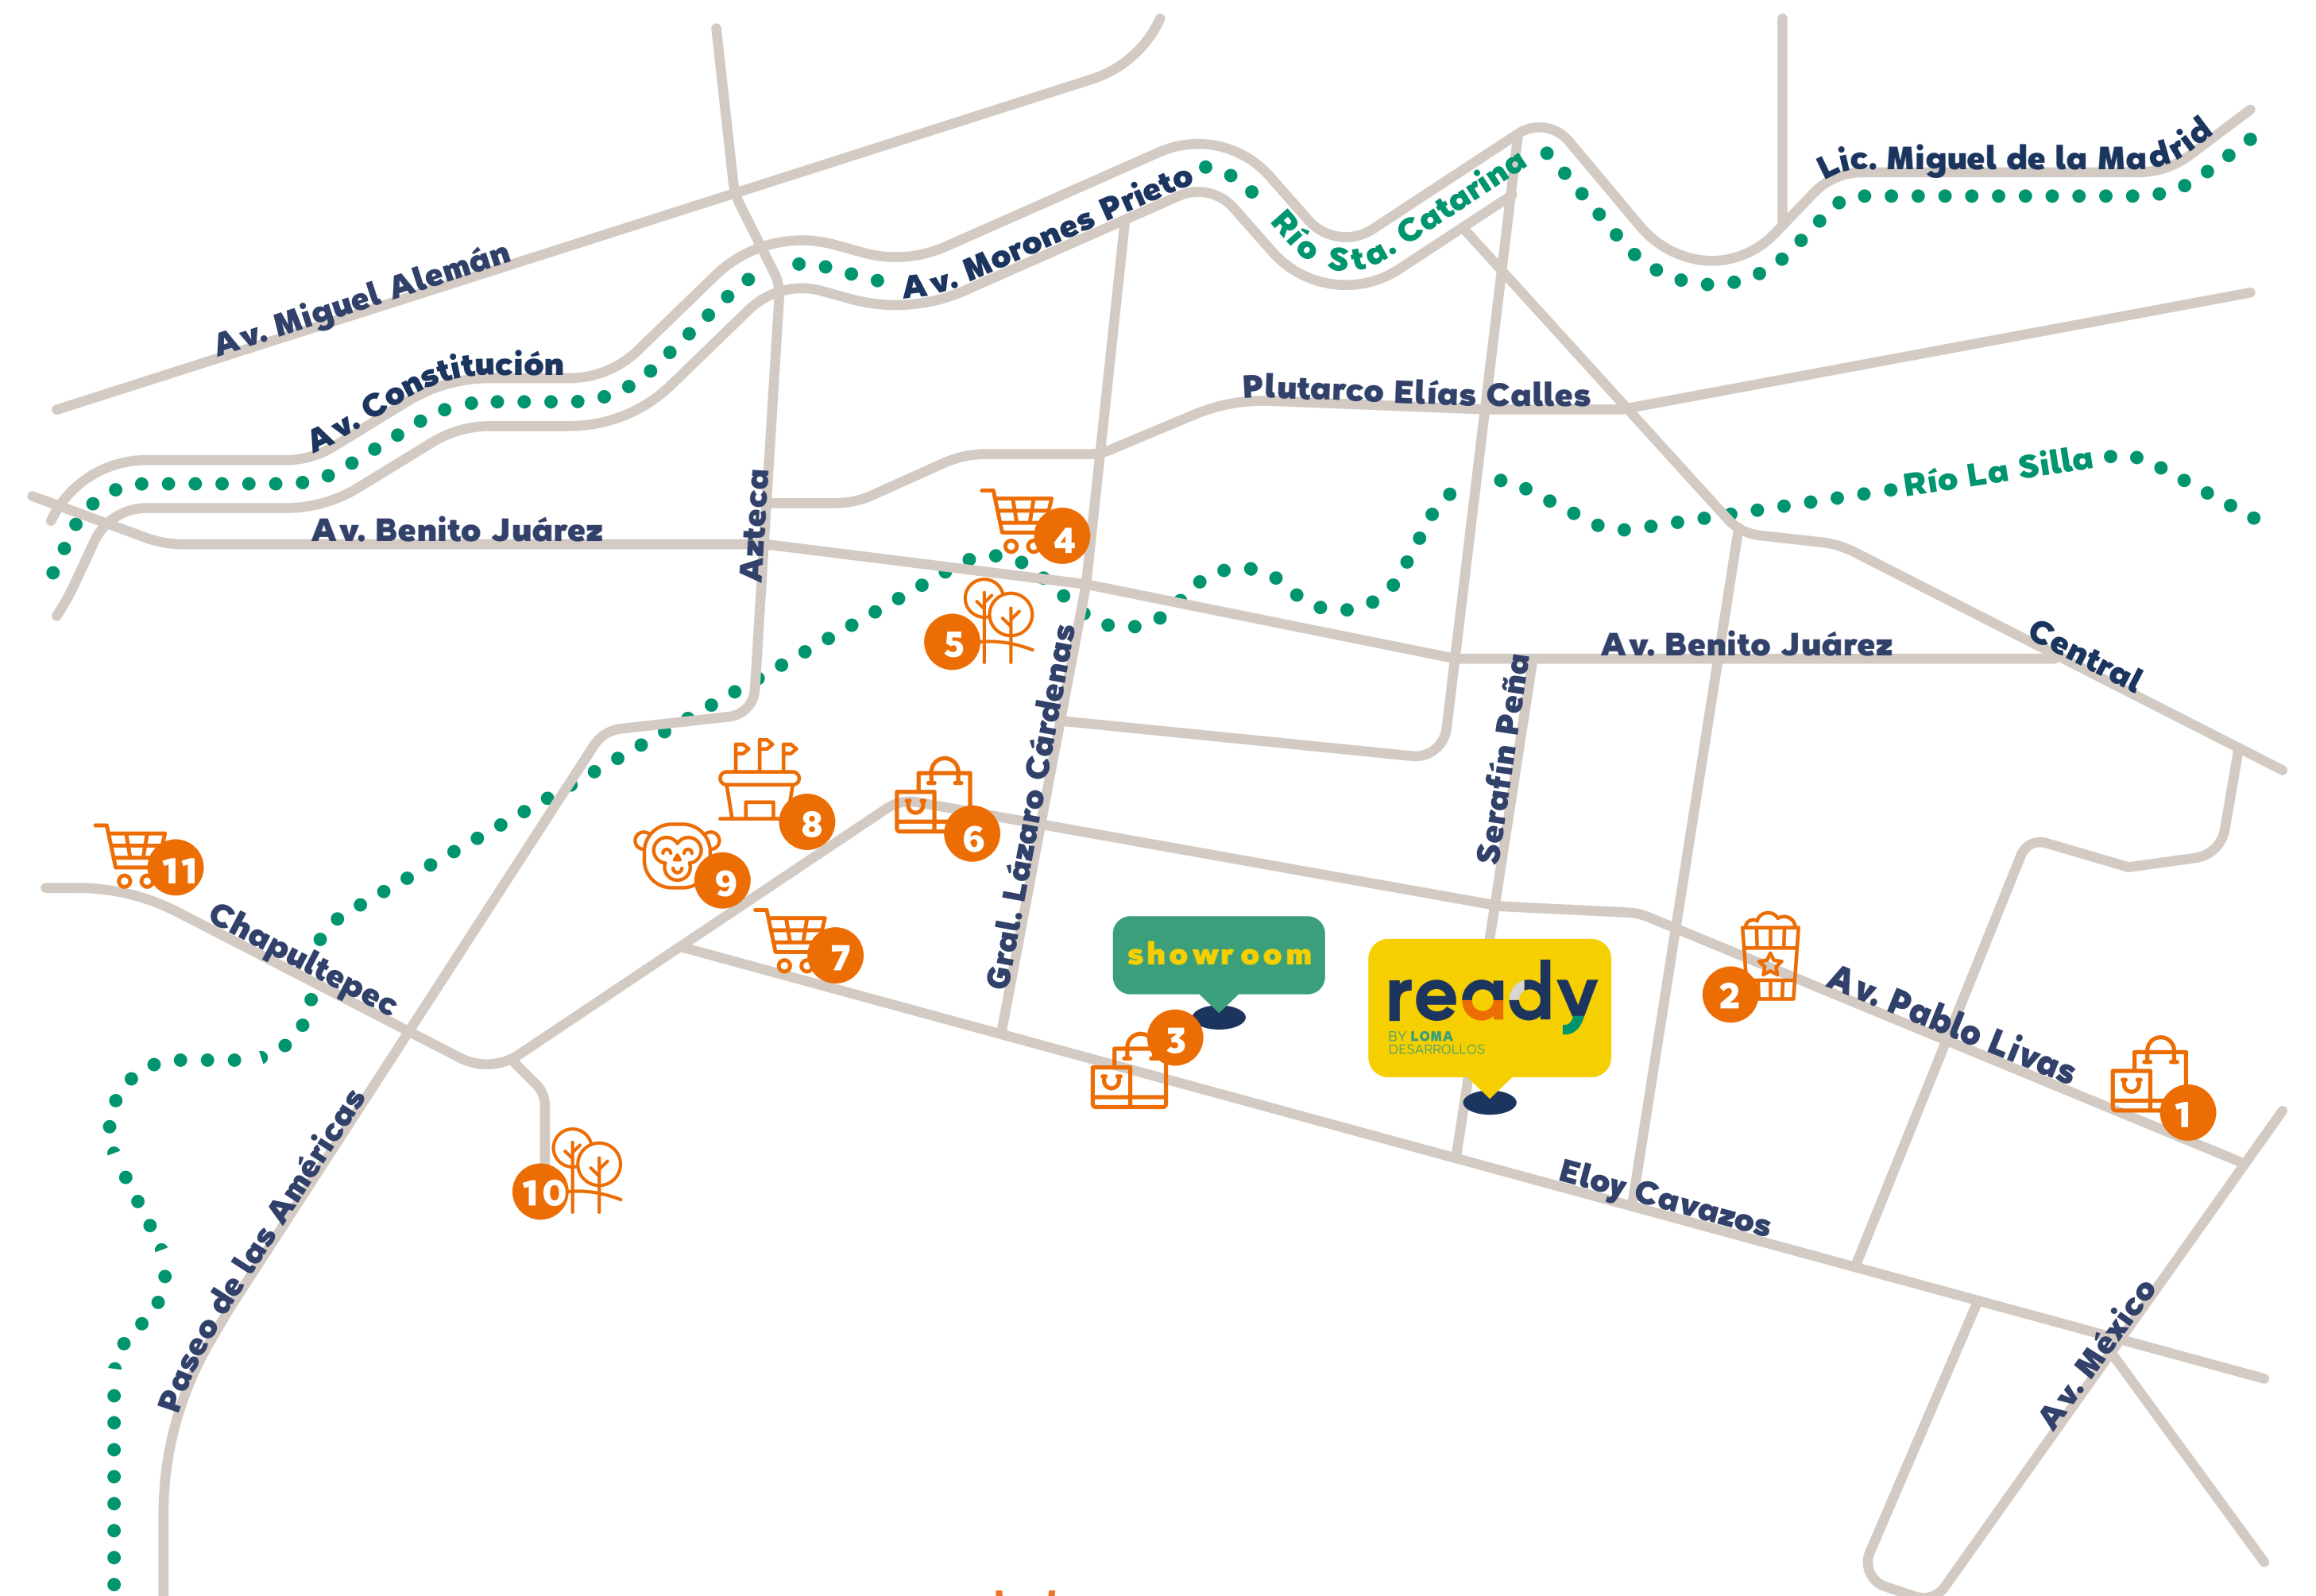 Lic. Miguel de la Madrid
Av. Morones Prieto
Río Sta. Catarina
Av. Miguel Alemán
Av. Constitución
Plutarco Elías Calles
Río La Silla
Azteca
Av. Benito Juárez
4
5
Av. Benito Juárez
Central
Gral. Lázaro Cárdenas
Serafín Peña
8
6
11
9
7
Chapultepec
showroom
ready
BY LOMA
DESARROLLOS
3
2
Av. Pablo Livas
1
Paseo de las Américas
10
Eloy Cavazos
Av. México